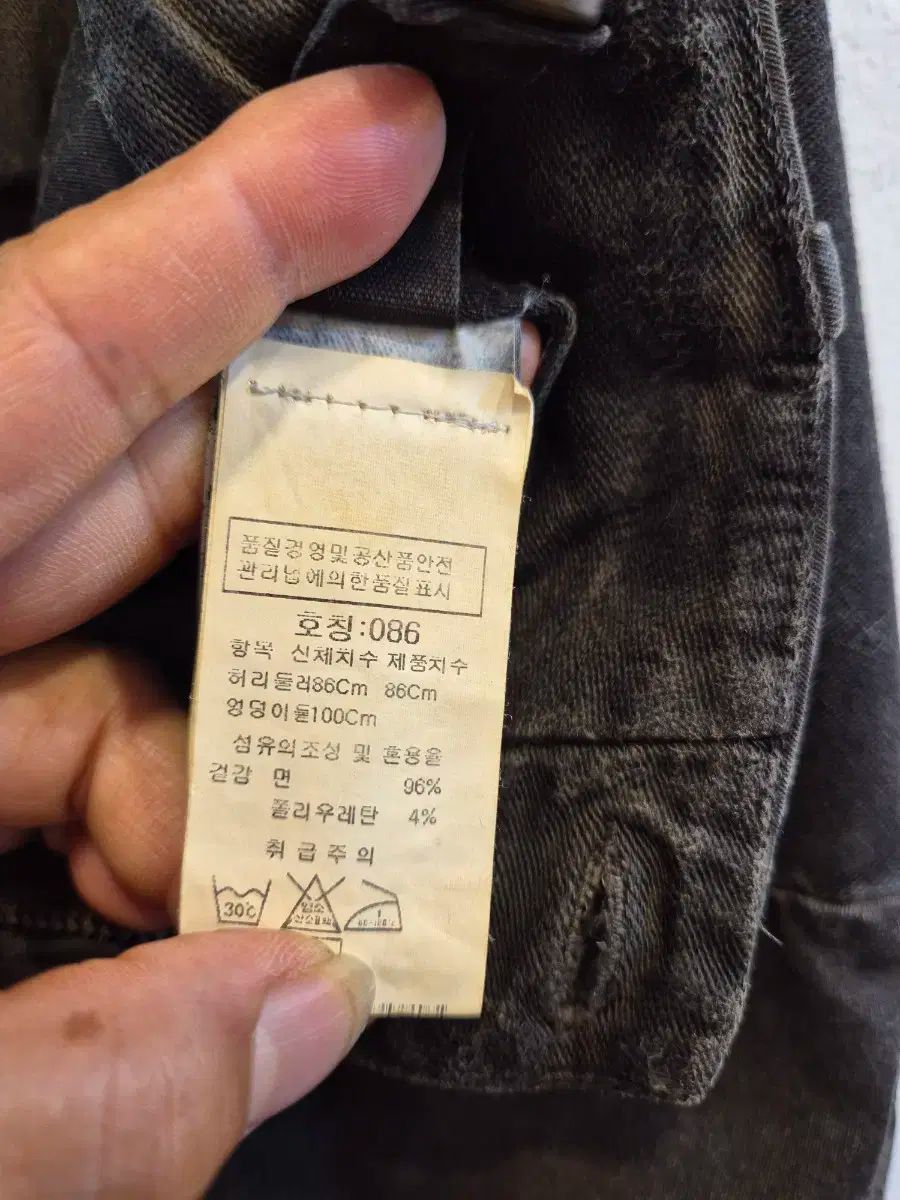 품질경영및공산품안전
관리법에의한품질표시
호칭:086
항목 신체치수 제품치수
허리둘레86Cm 86Cm
엉덩이둘100Cm
섬유의조성 및 혼용율
겉감 면 96%
폴리우레탄 4%
취급주의
30℃
염소